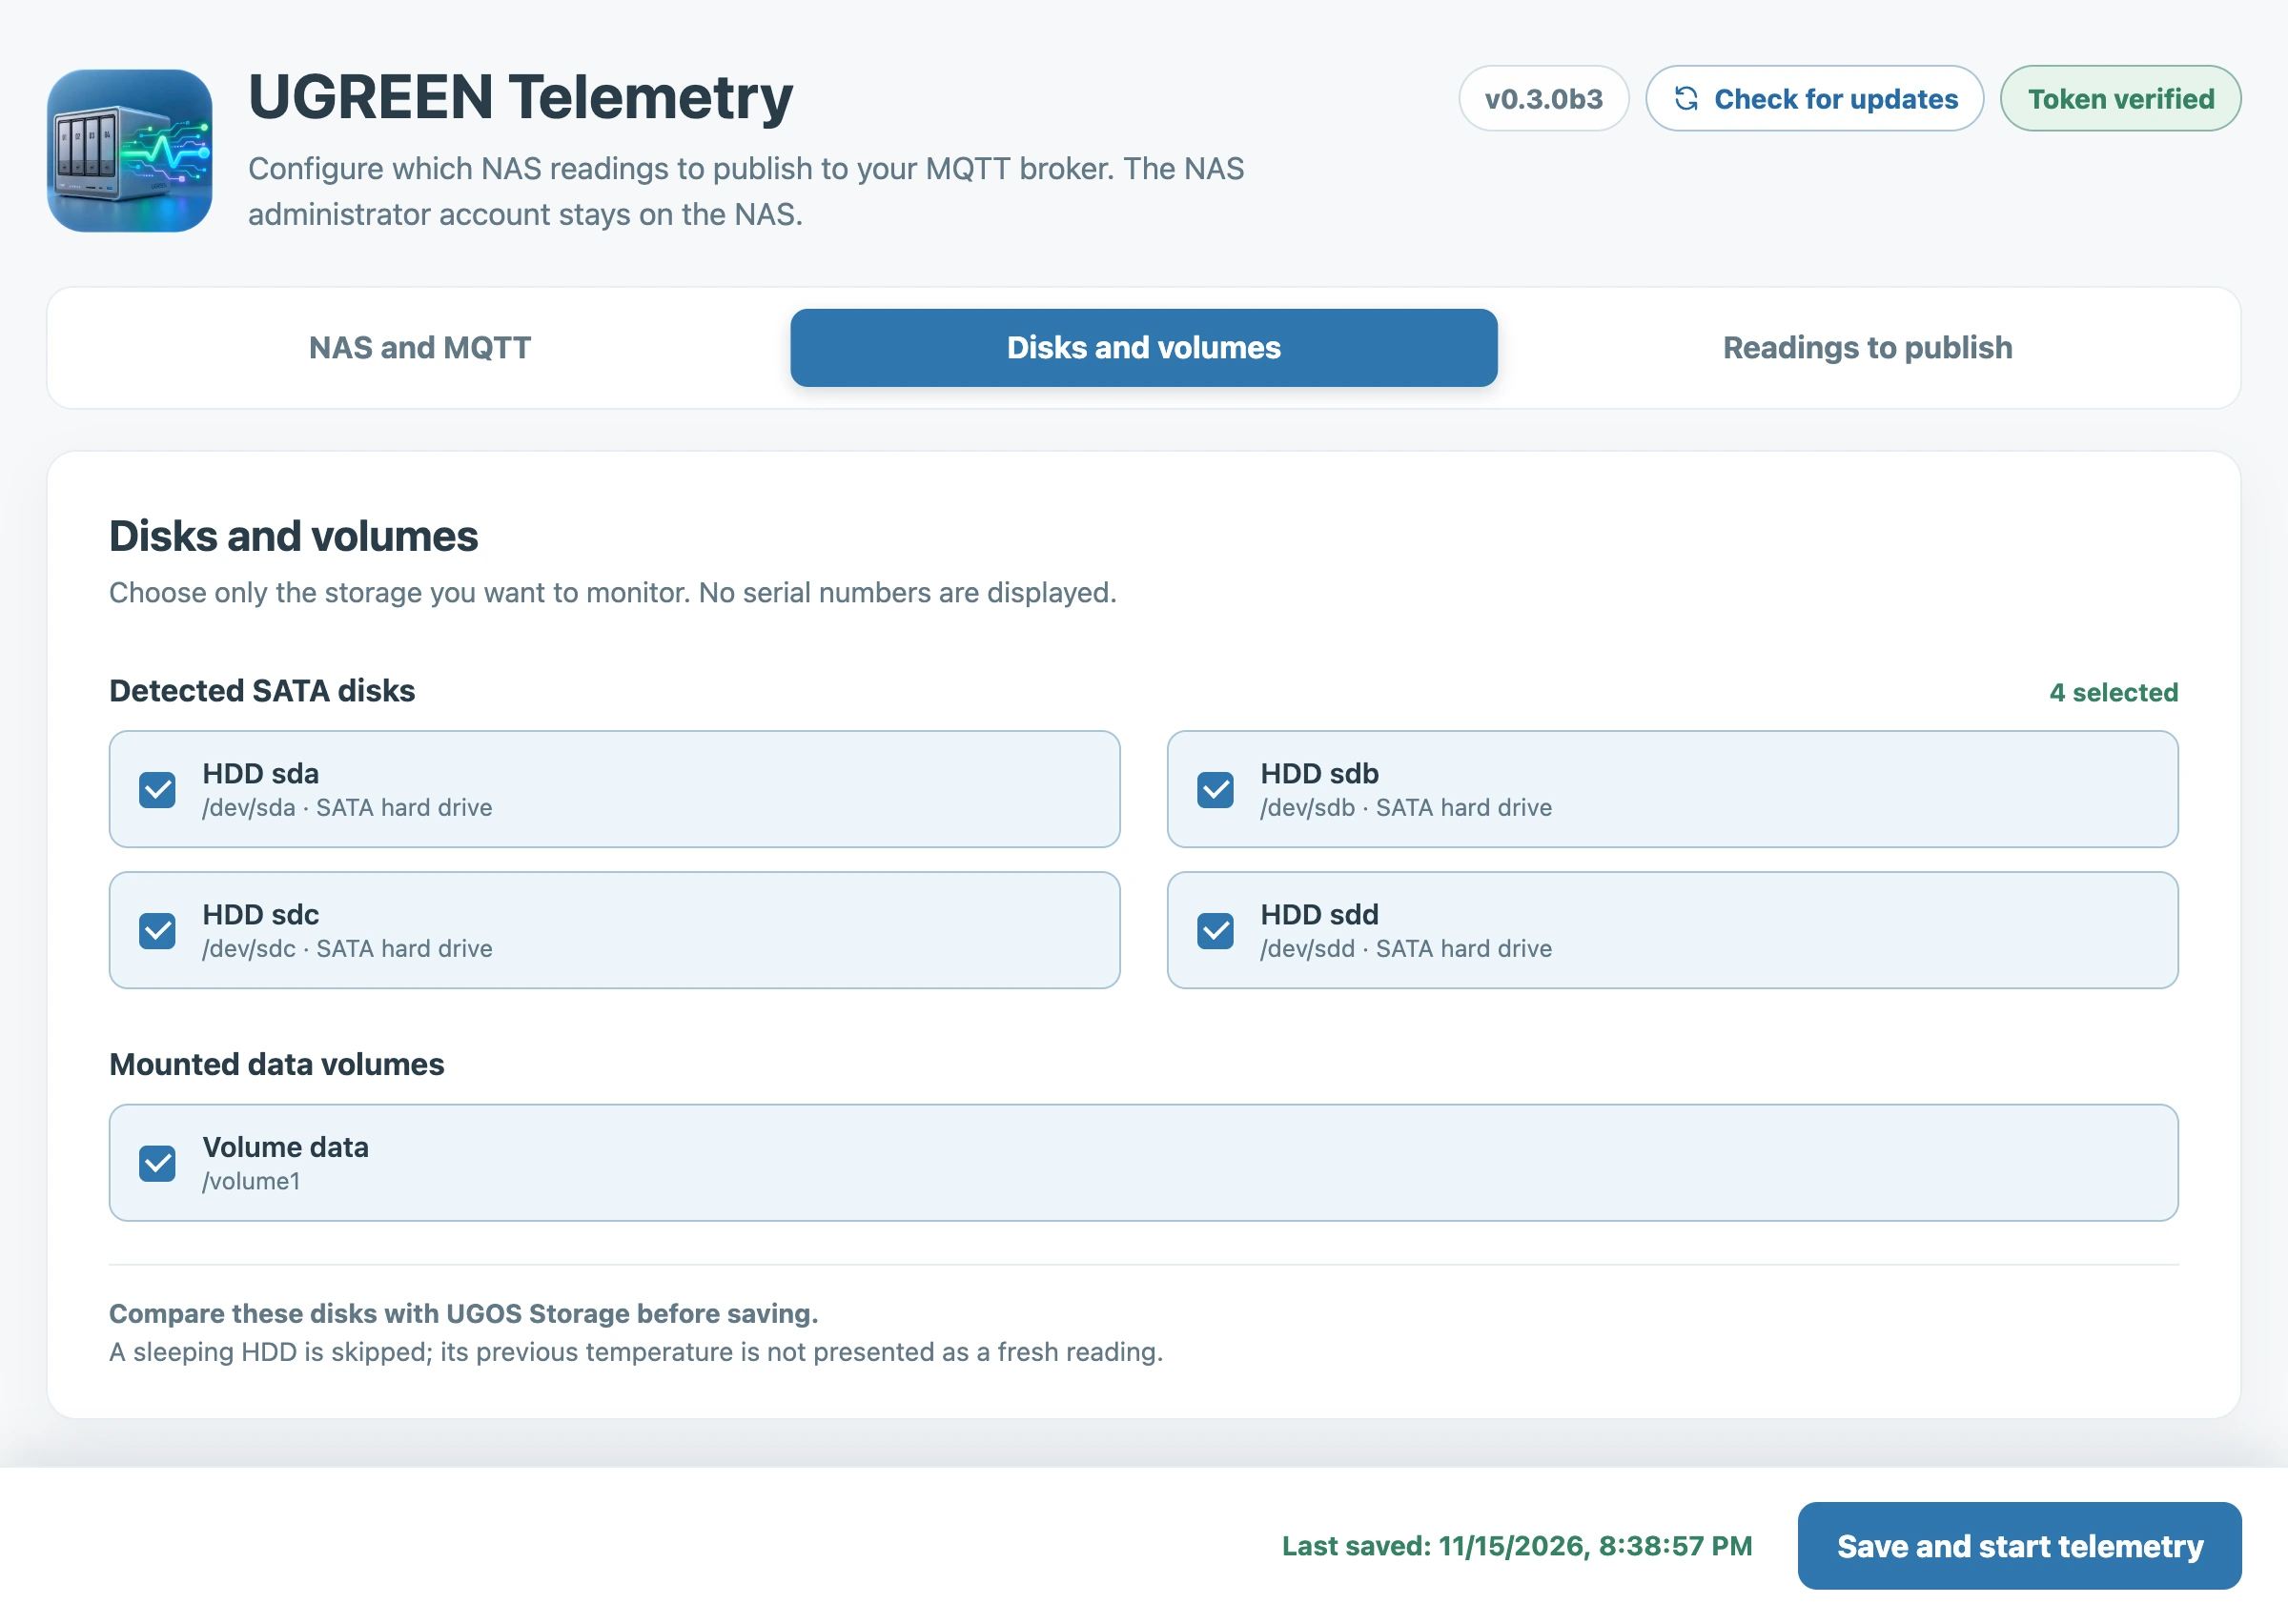 UGREEN Telemetry
Configure which NAS readings to publish to your MQTT broker. The NAS
administrator account stays on the NAS.
v0.3.0b3
Check for updates
Token verified
NAS and MQTT
Disks and volumes
Readings to publish
Disks and volumes
Choose only the storage you want to monitor. No serial numbers are displayed.
Detected SATA disks
4 selected
HDD sda
/dev/sda · SATA hard drive
HDD sdb
/dev/sdb · SATA hard drive
HDD sdc
/dev/sdc · SATA hard drive
HDD sdd
/dev/sdd · SATA hard drive
Mounted data volumes
Volume data
/volume1
Compare these disks with UGOS Storage before saving.
A sleeping HDD is skipped; its previous temperature is not presented as a fresh reading.
Last saved: 11/15/2026, 8:38:57 PM
Save and start telemetry